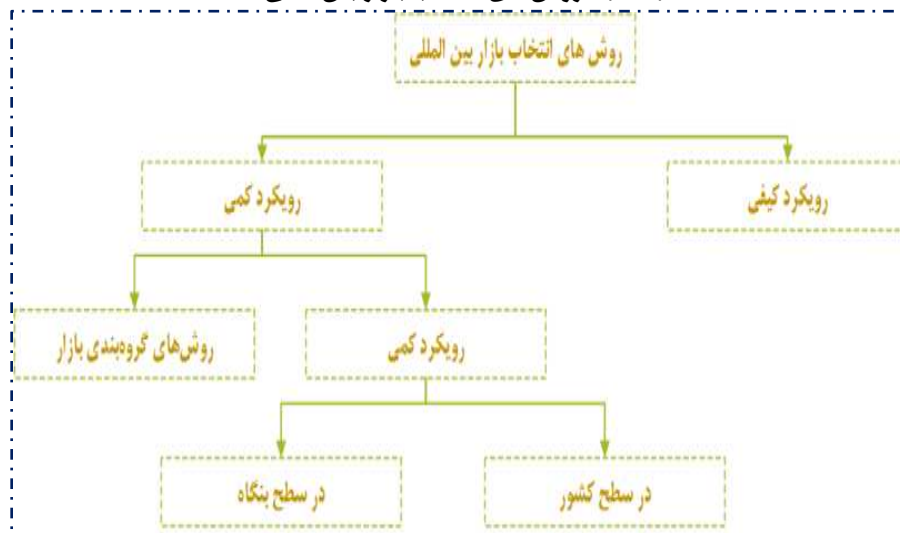 روش های انتخاب بازار بین المللی
رویکرد کیفی
رویکرد کمی
رویکرد کمی
روش‌های گروه‌بندی بازار
در سطح کشور
در سطح بنگاه